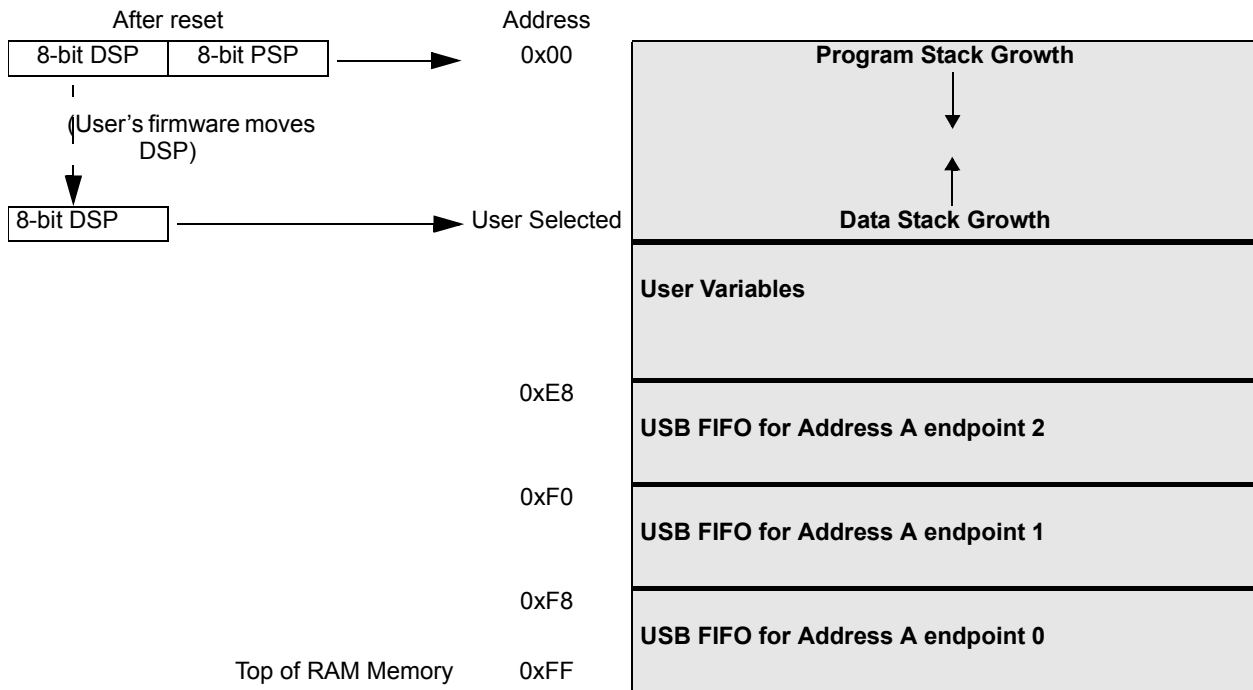 After reset
Address
8-bit DSP 8-bit PSP
0x00
Program Stack Growth
(User's firmware moves
DSP)
8-bit DSP
User Selected
Data Stack Growth
User Variables
0xE8
USB FIFO for Address A endpoint 2
0xF0
USB FIFO for Address A endpoint 1
0xF8
USB FIFO for Address A endpoint 0
Top of RAM Memory
0xFF